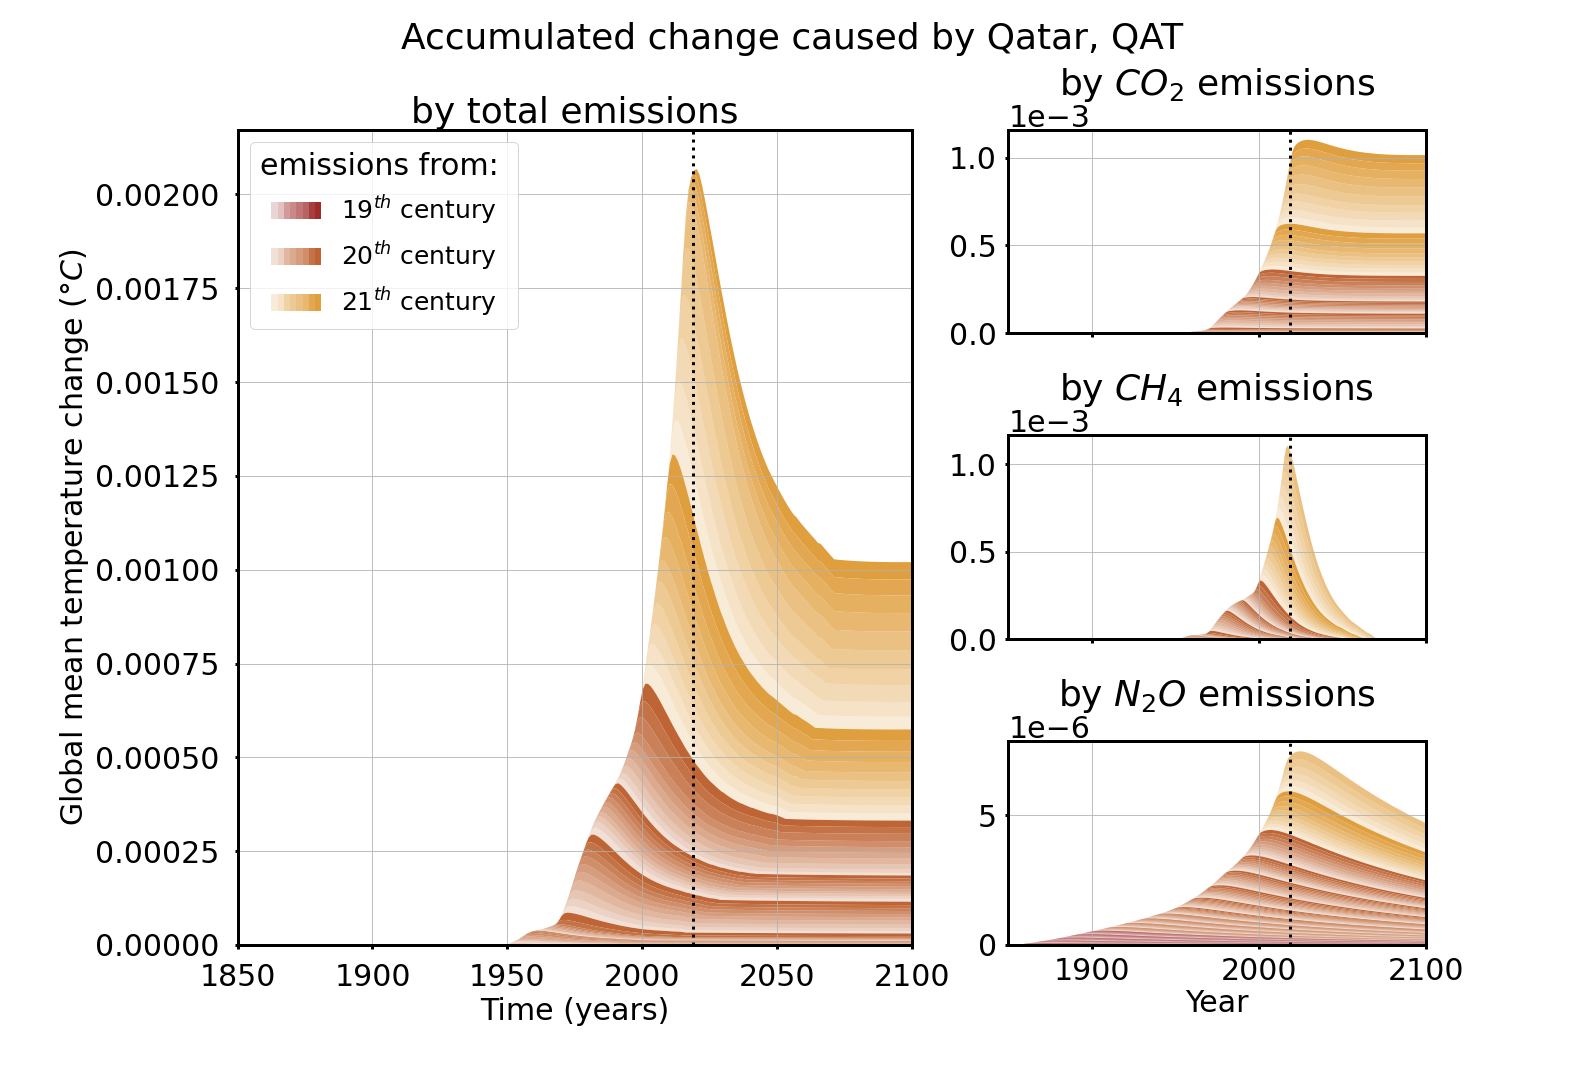 Accumulated change caused by Qatar, QAT
by total emissions
Global mean temperature change (°C)
0.00200
0.00175
0.00150
0.00125
0.00100
0.00075
0.00050
0.00025
0.00000
emissions from:
19th century
20th century
21th century
1850 1900 1950 2000 2050 2100
Time (years)
by CO2 emissions
1e−3
1.0
0.5
0.0
by CH4 emissions
1e−3
1.0
0.5
0.0
by N2O emissions
1e−6
5
0
1900 2000 2100
Year